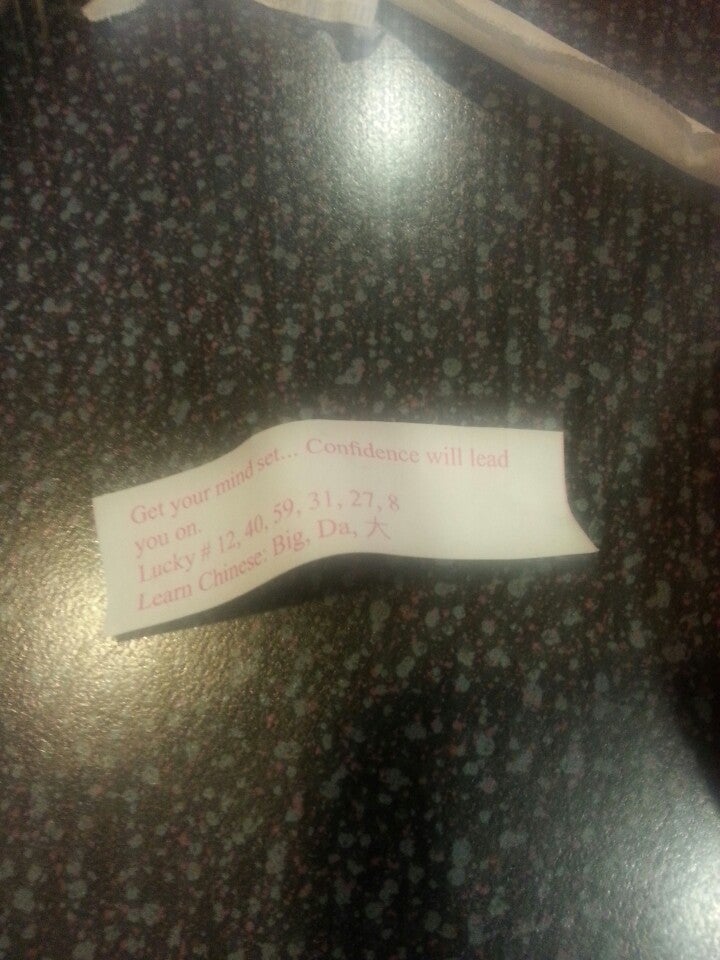 Get your mind set... Confidence will lead
you on.
Lucky # 12, 40, 59, 31, 27, 8
Learn Chinese: Big, Da, 大